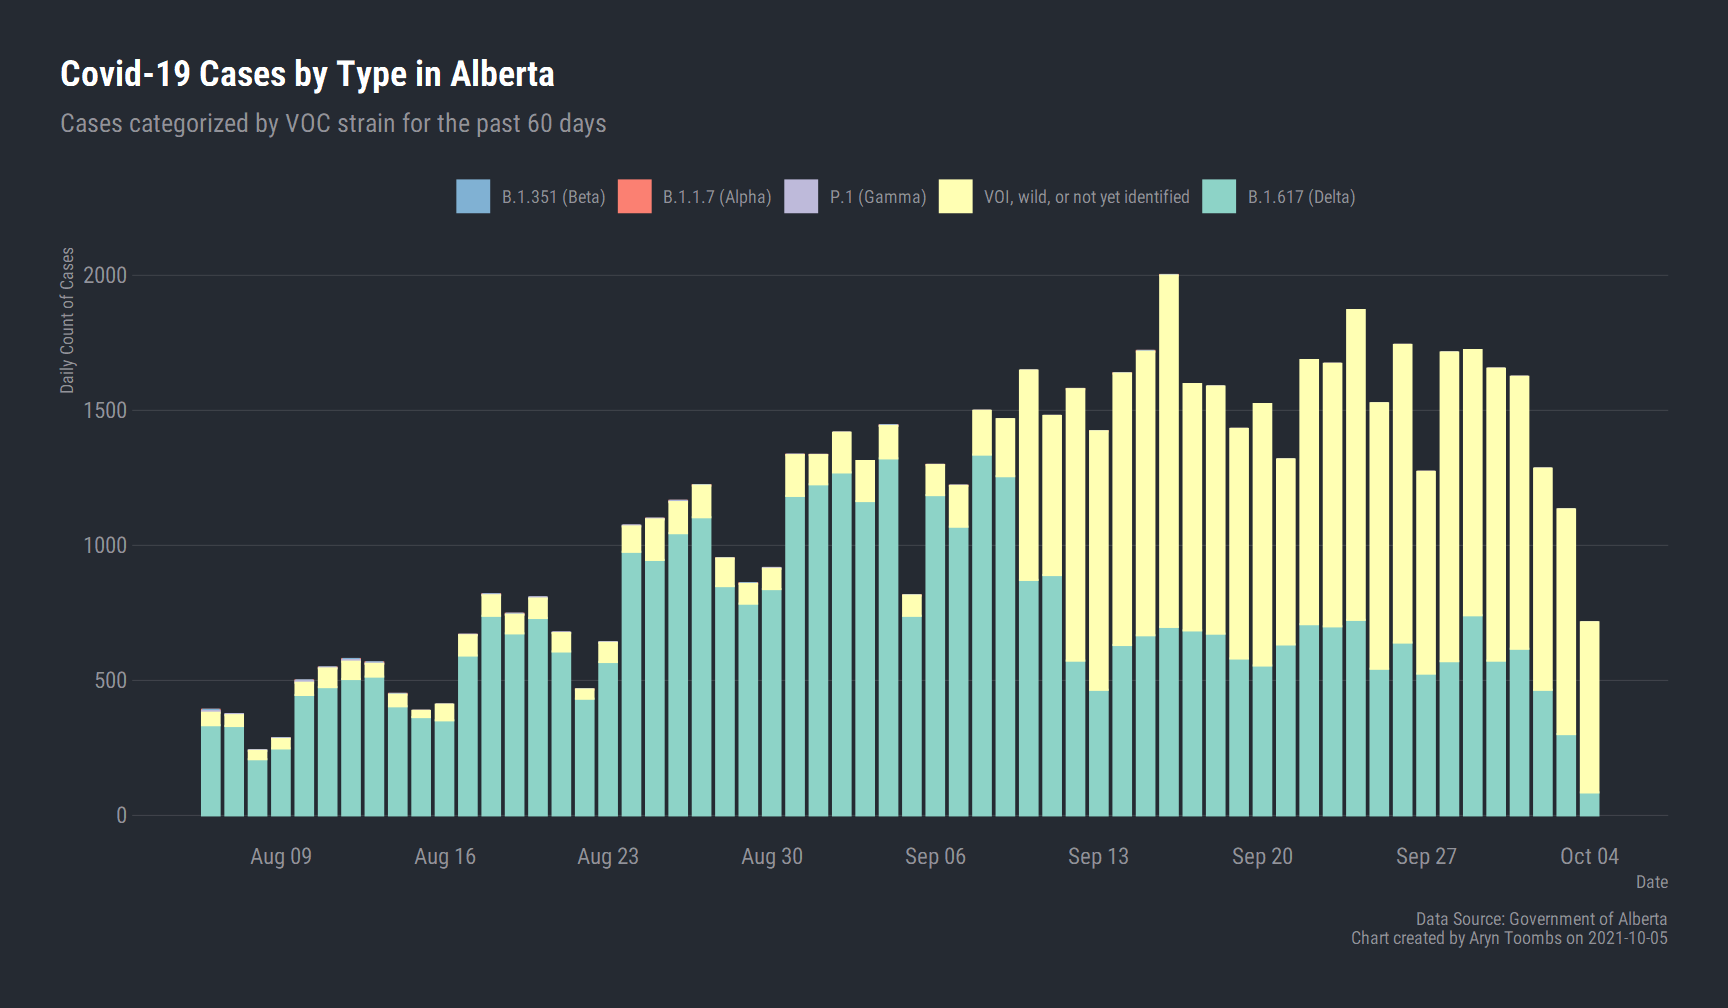 Covid-19 Cases by Type in Alberta
Cases categorized by VOC strain for the past 60 days
B.1.351 (Beta) B.1.1.7 (Alpha) P.1 (Gamma) VOI, wild, or not yet identified B.1.617 (Delta)
Daily Count of Cases
2000
1500
1000
500
0
Aug 09 Aug 16 Aug 23 Aug 30 Sep 06 Sep 13 Sep 20 Sep 27 Oct 04
Date
Data Source: Government of Alberta
Chart created by Aryn Toombs on 2021-10-05